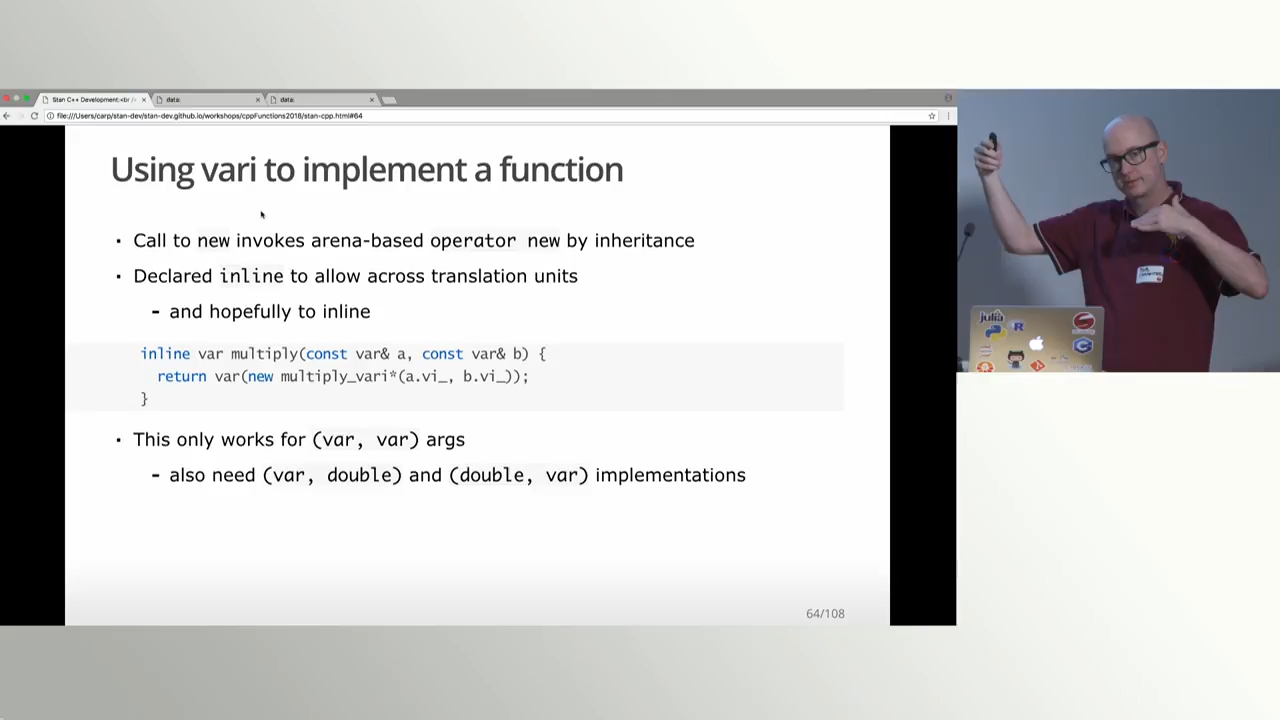 Stan C++ Development:<br /
data:
data:
file:///Users/carp/stan-dev/stan-dev.github.io/workshops/cppFunctions2018/stan-cpp.html#64
Using vari to implement a function
· Call to new invokes arena-based operator new by inheritance
· Declared inline to allow across translation units
- and hopefully to inline
inline var multiply(const var& a, const var& b) {
return var(new multiply_vari*(a.vi_, b.vi_));
}
· This only works for (var, var) args
- also need (var, double) and (double, var) implementations
64/108
julia
R
C